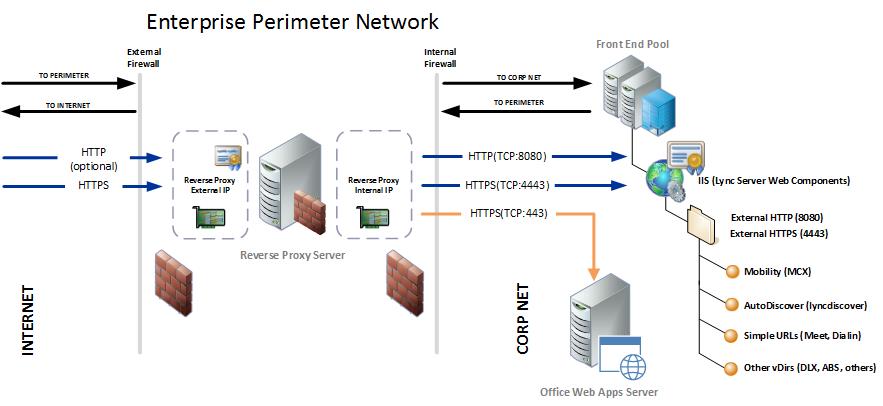 Enterprise Perimeter Network
External
Firewall
Internal
Firewall
Front End Pool
TO PERIMETER
TO INTERNET
TO CORP NET
TO PERIMETER
HTTP
(optional)
HTTPS
Reverse Proxy
External IP
Reverse Proxy
Internal IP
Reverse Proxy Server
HTTP(TCP:8080)
HTTPS(TCP:4443)
HTTPS(TCP:443)
IIS (Lync Server Web Components)
External HTTP (8080)
External HTTPS (4443)
Mobility (MCX)
AutoDiscover (lyncdiscover)
Simple URLs (Meet, Dialin)
Other vDirs (DLX, ABS, others)
INTERNET
CORP NET
Office Web Apps Server